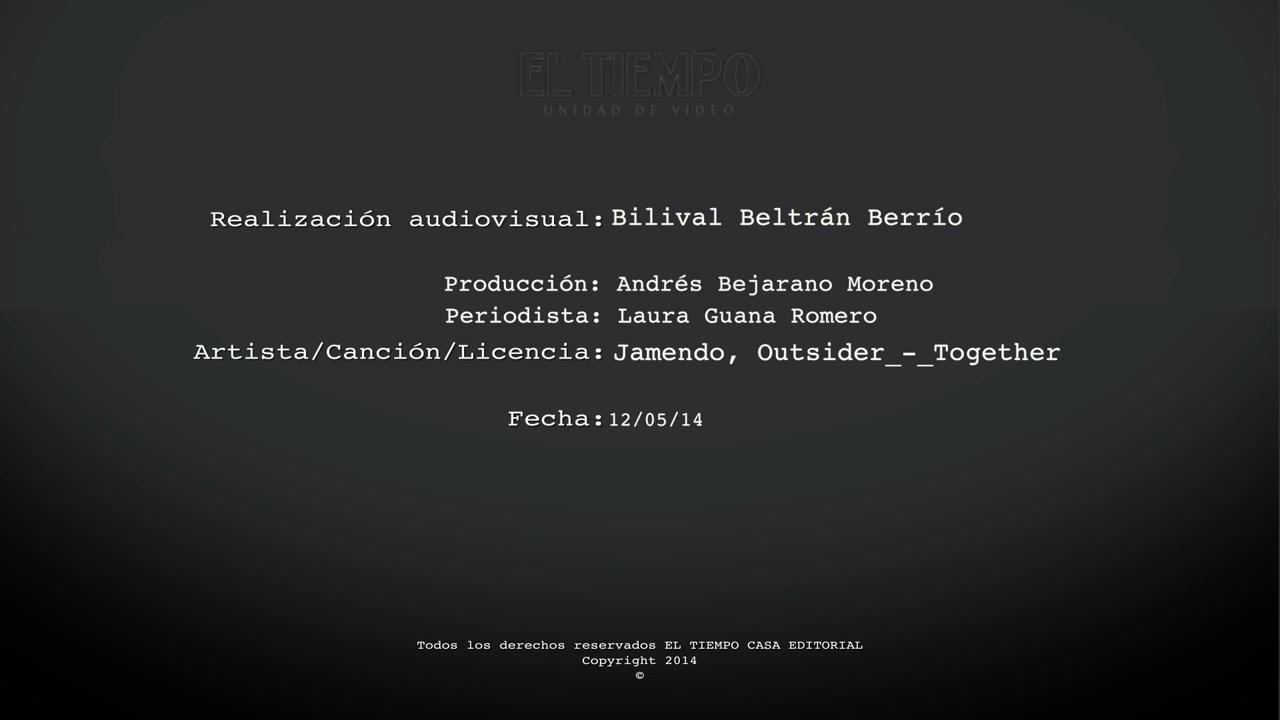 EL TIEMPO
UNIDAD DE VIDEO
Realización audiovisual: Bilival Beltrán Berrío
Producción: Andrés Bejarano Moreno
Periodista: Laura Guana Romero
Artista/Canción/Licencia: Jamendo, Outsider_-_Together
Fecha: 12/05/14
Todos los derechos reservados EL TIEMPO CASA EDITORIAL
Copyright 2014
©